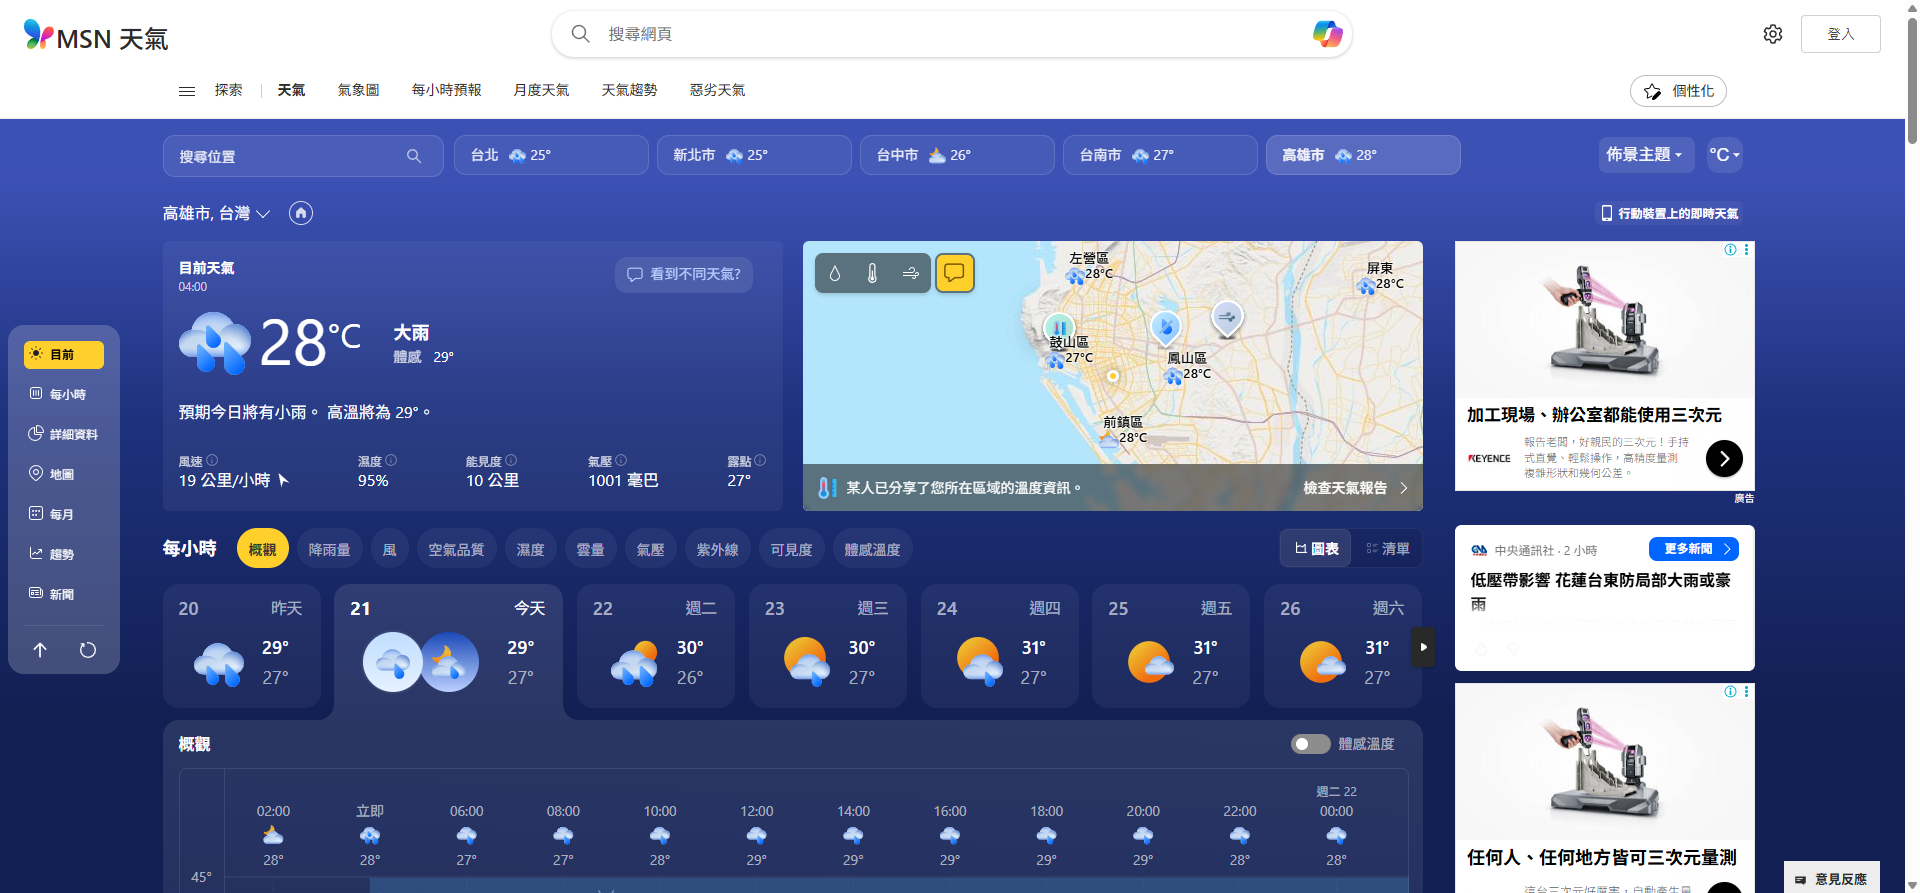 MSN 天氣
搜尋網頁
登入
探索
天氣
氣象圖
每小時預報
月度天氣
天氣趨勢
惡劣天氣
個性化
搜尋位置
台北 25°
新北市 25°
台中市 26°
台南市 27°
高雄市 28°
佈景主題
°C
高雄市, 台灣
行動裝置上的即時天氣
目前
每小時
詳細資料
地圖
每月
趨勢
新聞
目前天氣
04:00
看到不同天氣?
28°C
大雨
體感 29°
預期今日將有小雨。 高溫將為 29°。
風速
19 公里/小時
濕度
95%
能見度
10 公里
氣壓
1001 毫巴
露點
27°
左營區
28°C
屏東
28°C
鼓山區
27°C
鳳山區
28°C
前鎮區
28°C
某人已分享了您所在區域的溫度資訊。
檢查天氣報告
加工現場、辦公室都能使用三次元
KEYENCE
報告老闆，好親民的三次元！手持
式直覺、輕鬆操作，高精度量測
複雜形狀和幾何公差。
廣告
中央通訊社 · 2 小時
更多新聞
低壓帶影響 花蓮台東防局部大雨或豪
雨
每小時
概觀
降雨量
風
空氣品質
濕度
雲量
氣壓
紫外線
可見度
體感溫度
圖表
清單
20 昨天
29°
27°
21 今天
29°
27°
22 週二
30°
26°
23 週三
30°
27°
24 週四
31°
27°
25 週五
31°
27°
26 週六
31°
27°
概觀
體感溫度
週二 22
02:00 立即 06:00 08:00 10:00 12:00 14:00 16:00 18:00 20:00 22:00 00:00
28° 28° 27° 27° 28° 29° 29° 29° 29° 29° 28° 28°
45°
任何人、任何地方皆可三次元量測
這台三次元好厲害，自動產生量
意見反應